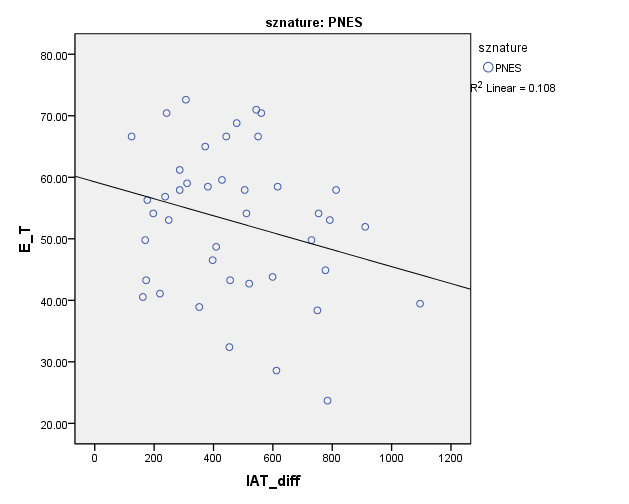 sznature: PNES
sznature
PNES
R2 Linear = 0.108
80.00
70.00
60.00
50.00
40.00
30.00
20.00
E_T
0 200 400 600 800 1000 1200
IAT_diff